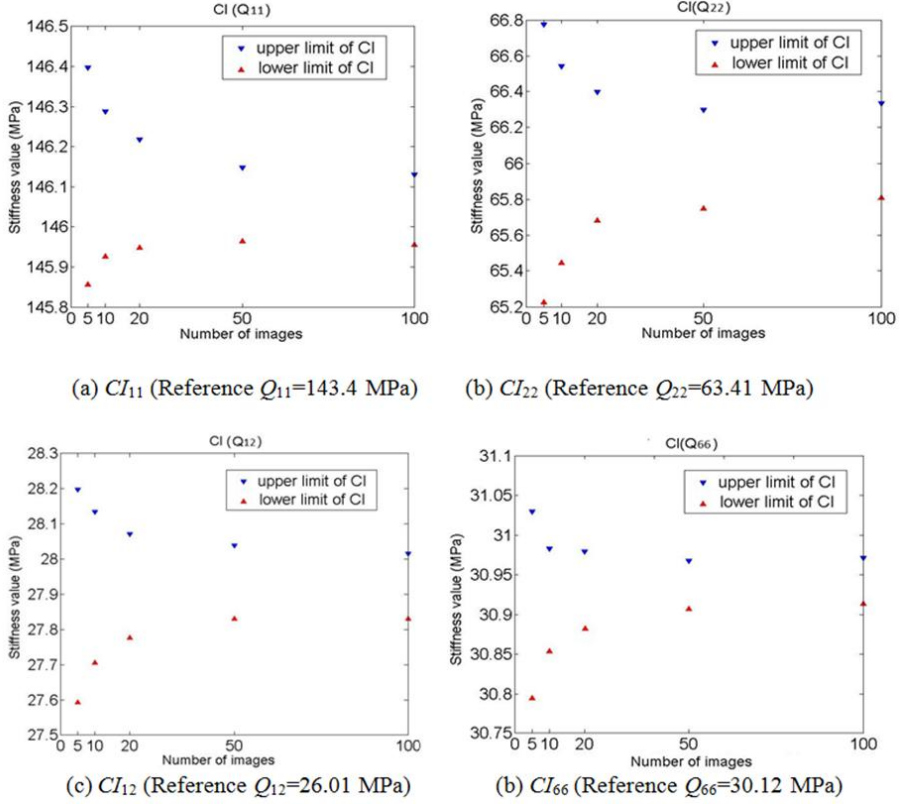 CI (Q11)
146.5
146.4
146.3
146.2
146.1
146
145.9
145.8
Stiffness value (MPa)
upper limit of CI
lower limit of CI
0 5 10 20 50 100
Number of images
(a) CI11 (Reference Q11=143.4 MPa)
CI(Q22)
66.8
66.6
66.4
66.2
66
65.8
65.6
65.4
65.2
Stiffness value (MPa)
upper limit of CI
lower limit of CI
0 5 10 20 50 100
Number of images
(b) CI22 (Reference Q22=63.41 MPa)
CI (Q12)
28.3
28.2
28.1
28
27.9
27.8
27.7
27.6
27.5
Stiffness value (MPa)
upper limit of CI
lower limit of CI
0 5 10 20 50 100
Number of images
(c) CI12 (Reference Q12=26.01 MPa)
CI(Q66)
31.1
31.05
31
30.95
30.9
30.85
30.8
30.75
Stiffness value (MPa)
upper limit of CI
lower limit of CI
0 5 10 20 50 100
Number of images
(b) CI66 (Reference Q66=30.12 MPa)